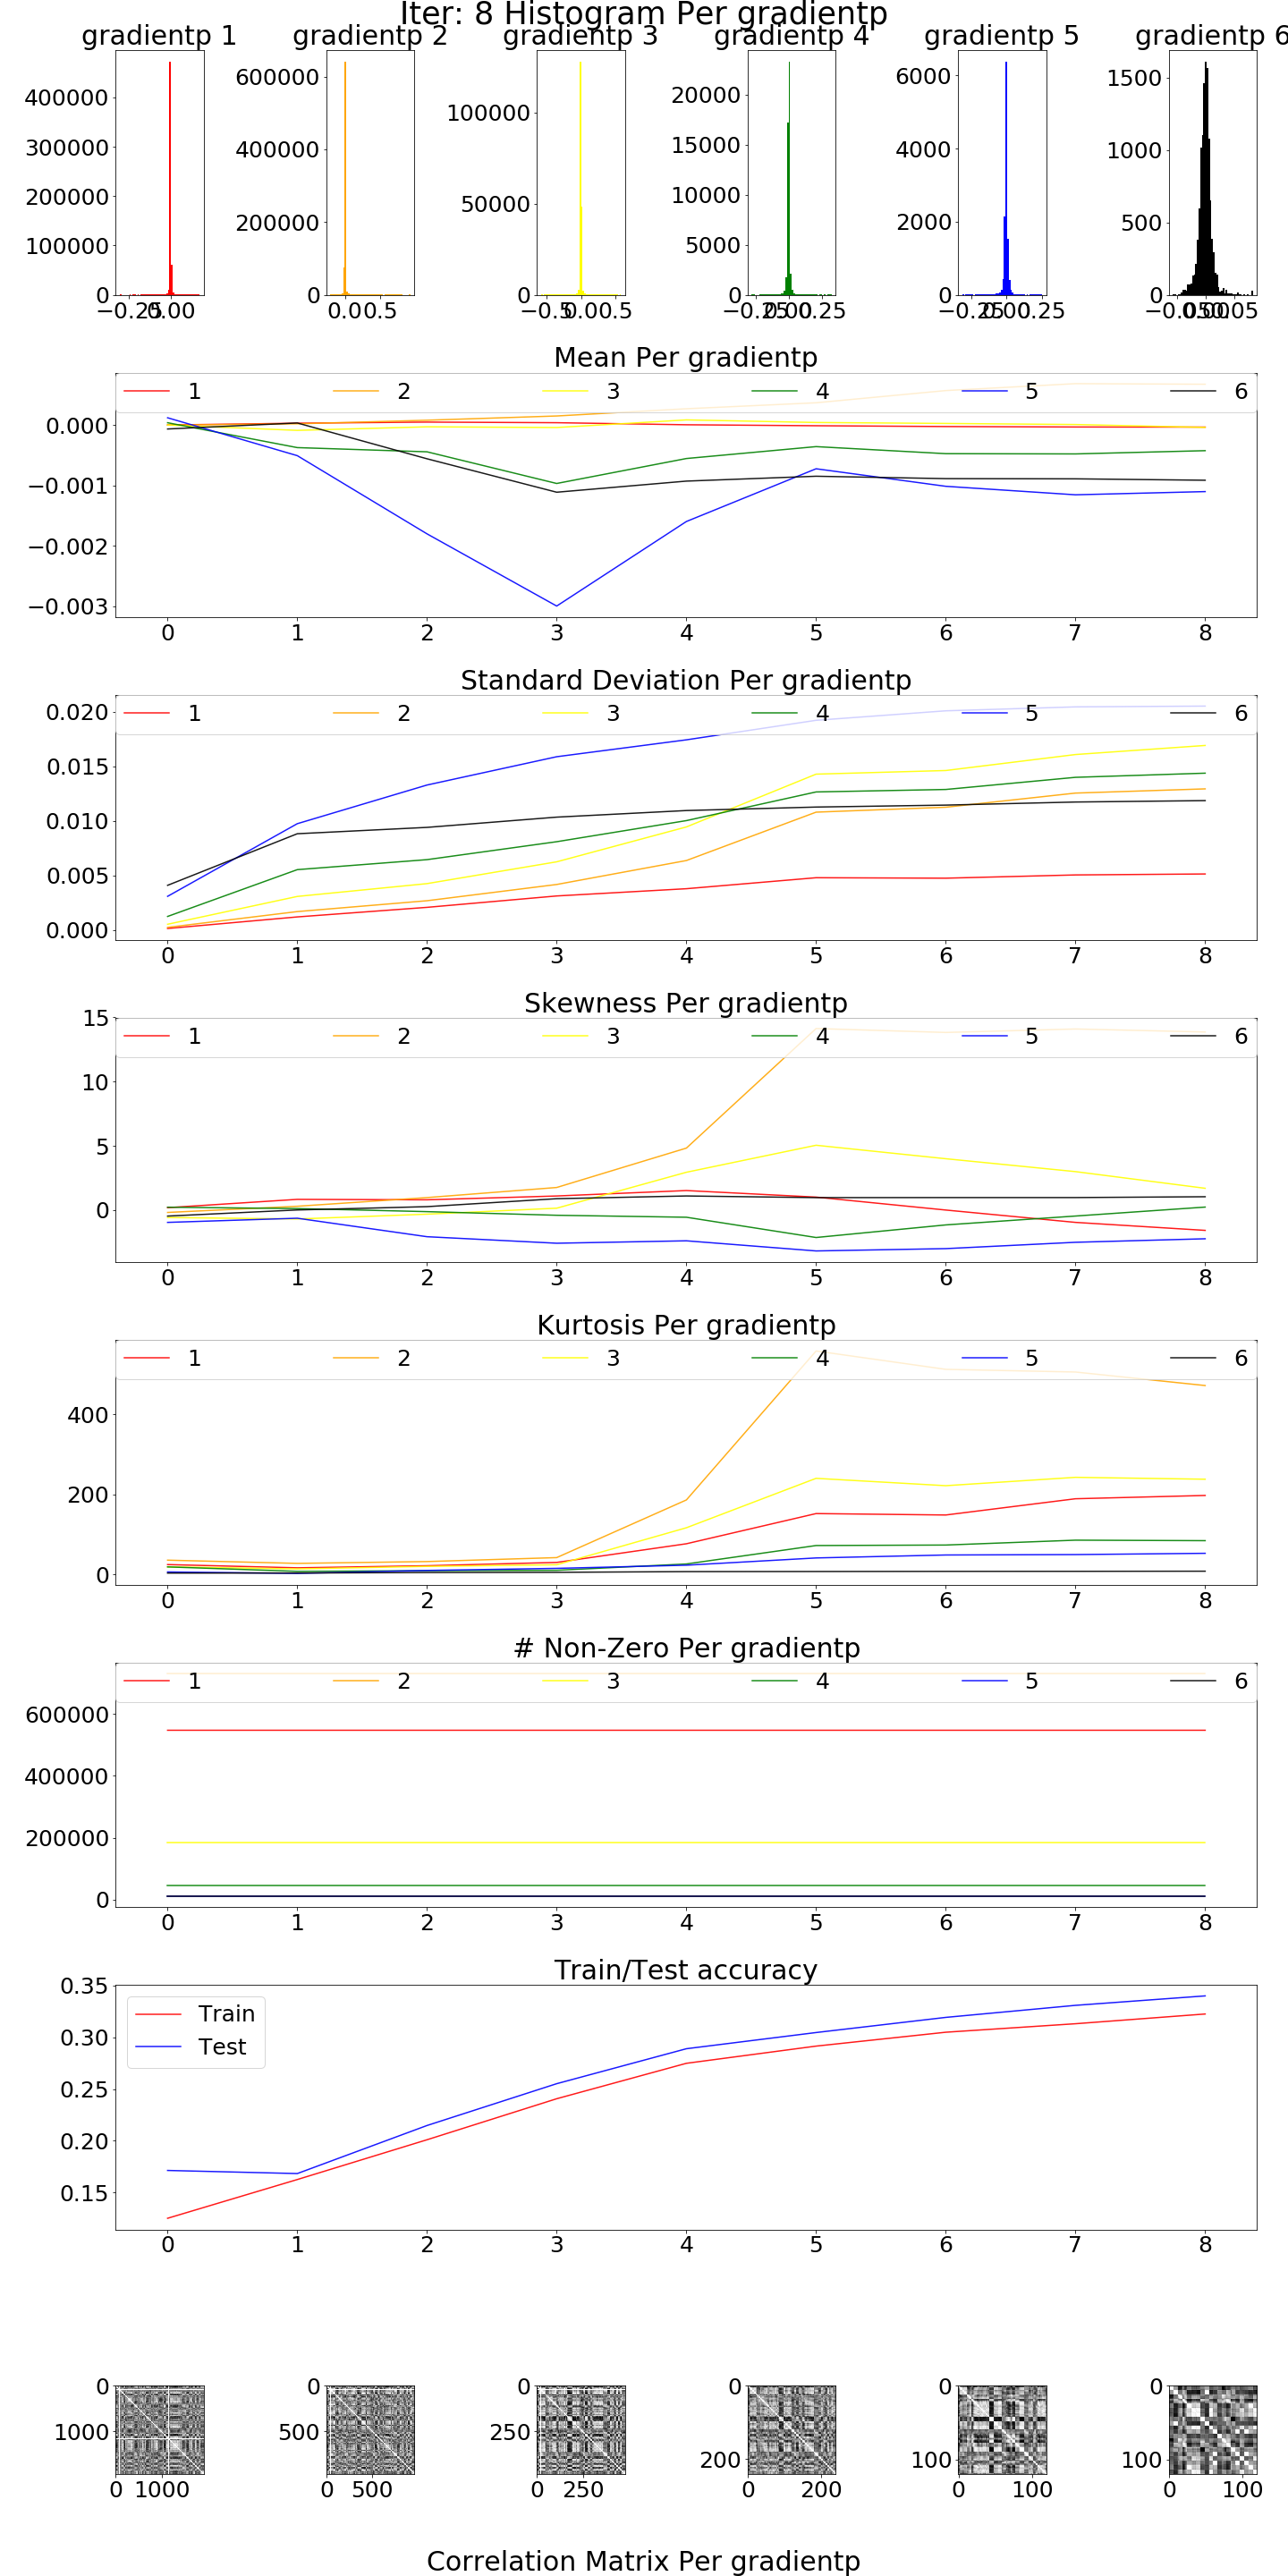 Iter: 8 Histogram Per gradientp
gradientp 1 gradientp 2 gradientp 3 gradientp 4 gradientp 5 gradientp 6
400000
300000
200000
100000
0
−0.25 0.00
600000
400000
200000
0
0.0 0.5
100000
50000
0
−0.5 0.0 0.5
20000
15000
10000
5000
0
−0.25 0.00 0.25
6000
4000
2000
0
−0.25 0.00 0.25
1500
1000
500
0
−0.05 0.00 0.05
Mean Per gradientp
1 2 3 4 5 6
0.000
−0.001
−0.002
−0.003
0 1 2 3 4 5 6 7 8
Standard Deviation Per gradientp
1 2 3 4 5 6
0.020
0.015
0.010
0.005
0.000
0 1 2 3 4 5 6 7 8
Skewness Per gradientp
1 2 3 4 5 6
15
10
5
0
0 1 2 3 4 5 6 7 8
Kurtosis Per gradientp
1 2 3 4 5 6
400
200
0
0 1 2 3 4 5 6 7 8
# Non-Zero Per gradientp
1 2 3 4 5 6
600000
400000
200000
0
0 1 2 3 4 5 6 7 8
Train/Test accuracy
Train
Test
0.35
0.30
0.25
0.20
0.15
0 1 2 3 4 5 6 7 8
0
1000
0 1000
0
500
0 500
0
250
0 250
0
200
0 200
0
100
0 100
0
100
0 100
Correlation Matrix Per gradientp